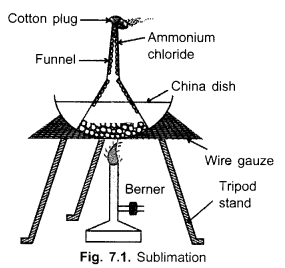 Cotton plug
Ammonium
chloride
Funnel
China dish
Wire gauze
Berner
Tripod
stand
Fig. 7.1. Sublimation